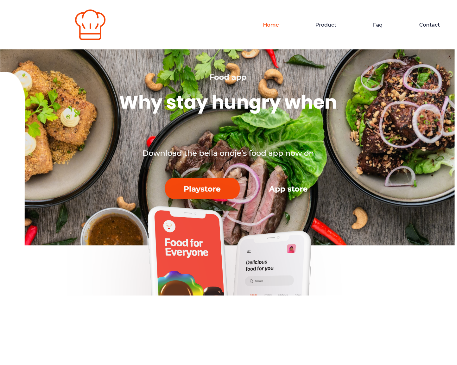 Home Product Faq Contact
Food app
Why stay hungry when
Download the bella onoje's food app now on
Playstore App store
Food for
Everyone
Delicious
food for you
Search